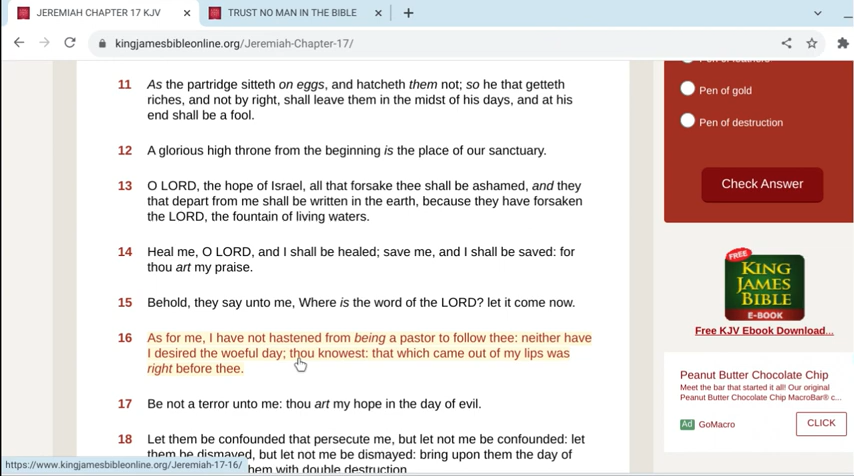 JEREMIAH CHAPTER 17 KJV
TRUST NO MAN IN THE BIBLE
kingjamesbibleonline.org/Jeremiah-Chapter-17/
11 As the partridge sitteth on eggs, and hatcheth them not; so he that getteth
riches, and not by right, shall leave them in the midst of his days, and at his
end shall be a fool.
12 A glorious high throne from the beginning is the place of our sanctuary.
13 O LORD, the hope of Israel, all that forsake thee shall be ashamed, and they
that depart from me shall be written in the earth, because they have forsaken
the LORD, the fountain of living waters.
14 Heal me, O LORD, and I shall be healed; save me, and I shall be saved: for
thou art my praise.
15 Behold, they say unto me, Where is the word of the LORD? let it come now.
16 As for me, I have not hastened from being a pastor to follow thee: neither have
I desired the woeful day; thou knowest: that which came out of my lips was
right before thee.
17 Be not a terror unto me: thou art my hope in the day of evil.
18 Let them be confounded that persecute me, but let not me be confounded: let
them be dismayed, but let not me be dismayed: bring upon them the day of
hem with double destruction.
https://www.kingjamesbibleonline.org/Jeremiah-17-16/
Pen of gold
Pen of destruction
Check Answer
FREE
KING
JAMES
BIBLE
E-BOOK
Free KJV Ebook Download...
Peanut Butter Chocolate Chip
Meet the bar that started it all! Our original
Peanut Butter Chocolate Chip MacroBar® c...
Ad GoMacro
CLICK